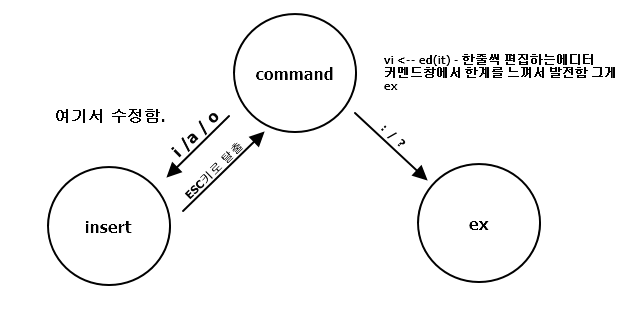 command
vi <-- ed(it) - 한줄씩 편집하는에디터
커멘드창에서 한계를 느껴서 발전함 그게
ex
여기서 수정함.
i /a / o
ESC키로 탈출
: / ?
insert
ex